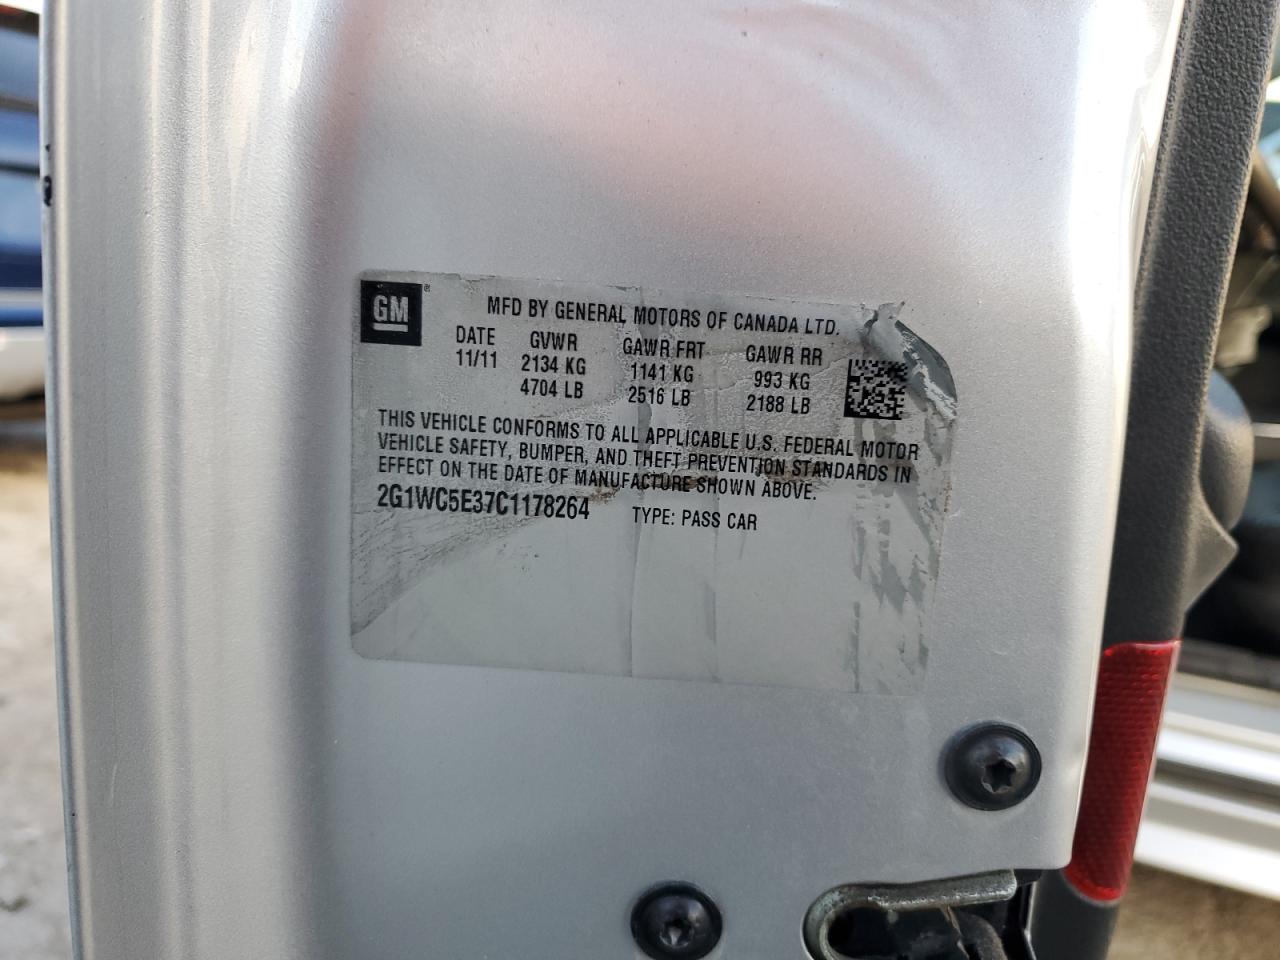 GM ®
MFD BY GENERAL MOTORS OF CANADA LTD.
DATE GVWR GAWR FRT GAWR RR
11/11 2134 KG 1141 KG 993 KG
4704 LB 2516 LB 2188 LB
THIS VEHICLE CONFORMS TO ALL APPLICABLE U.S. FEDERAL MOTOR
VEHICLE SAFETY, BUMPER, AND THEFT PREVENTION STANDARDS IN
EFFECT ON THE DATE OF MANUFACTURE SHOWN ABOVE.
2G1WC5E37C1178264 TYPE: PASS CAR